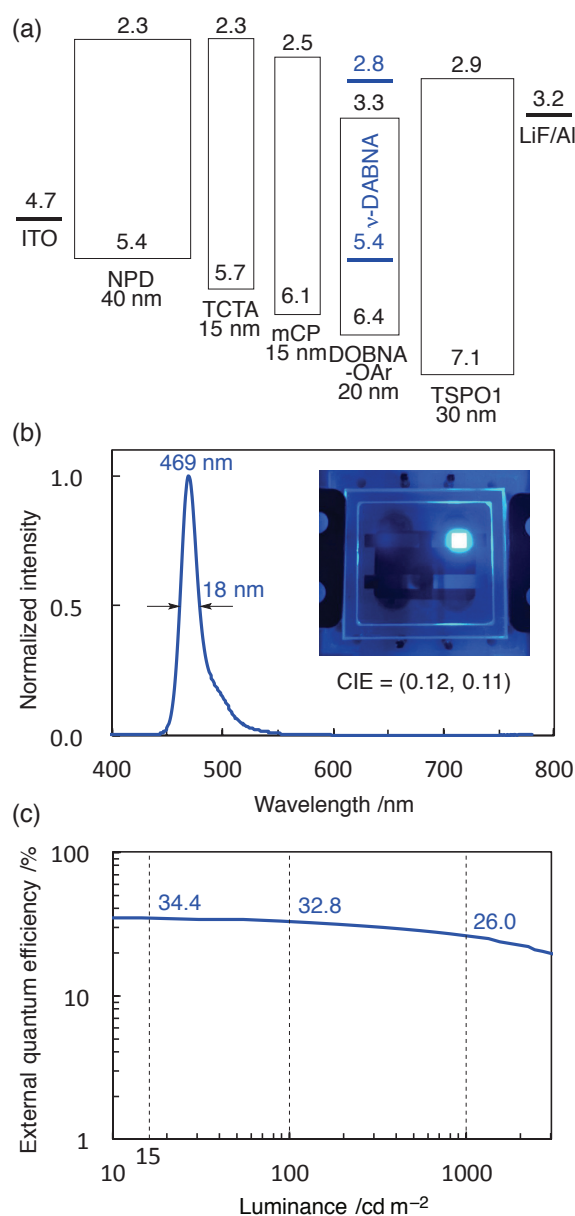 (a)
2.3
2.3
2.5
2.8
2.9
3.3
3.2
LiF/Al
ν-DABNA
4.7
ITO
5.4
5.4
5.7
6.1
6.4
7.1
NPD
40 nm
TCTA
15 nm
mCP
15 nm
DOBNA
-OAr
20 nm
TSPO1
30 nm
(b)
469 nm
1.0
18 nm
0.5
0.0
CIE = (0.12, 0.11)
Normalized intensity
400
500
600
700
800
Wavelength /nm
(c)
100
34.4
32.8
26.0
10
1
External quantum efficiency /%
10
15
100
1000
Luminance/cd m⁻²